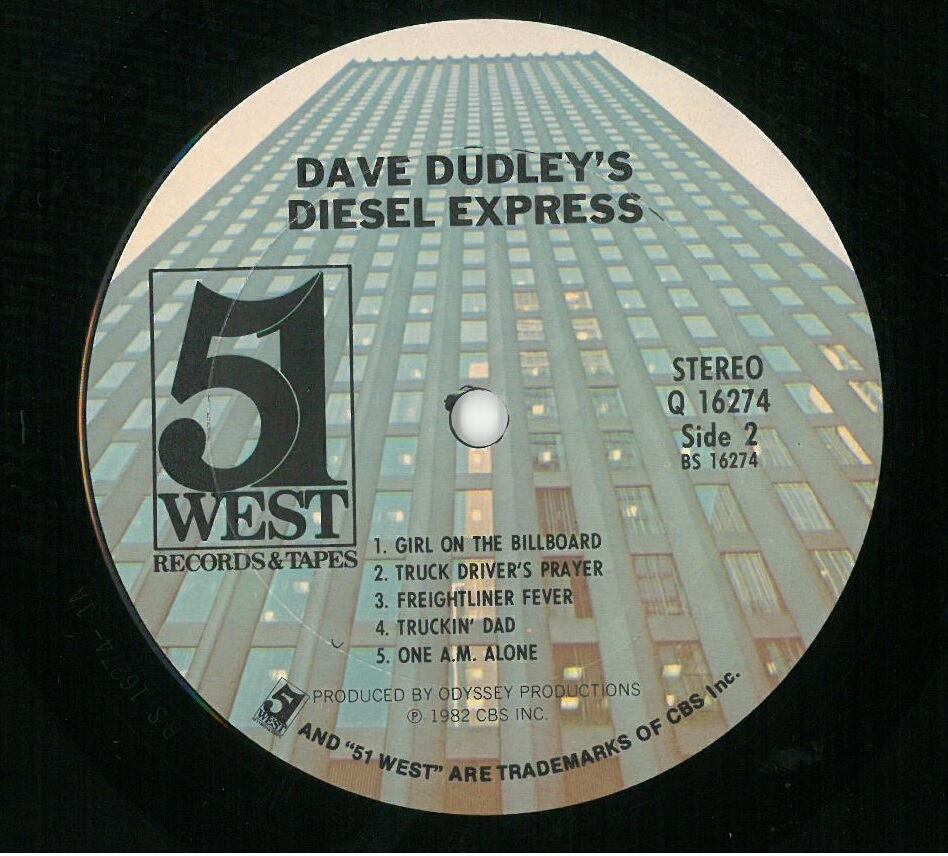 DAVE DUDLEY'S
DIESEL EXPRESS
51
WEST
RECORDS & TAPES
STEREO
Q 16274
Side 2
BS 16274
1. GIRL ON THE BILLBOARD
2. TRUCK DRIVER'S PRAYER
3. FREIGHTLINER FEVER
4. TRUCKIN' DAD
5. ONE A.M. ALONE
PRODUCED BY ODYSSEY PRODUCTIONS
℗ 1982 CBS INC.
51 WEST AND "51 WEST" ARE TRADEMARKS OF CBS Inc.